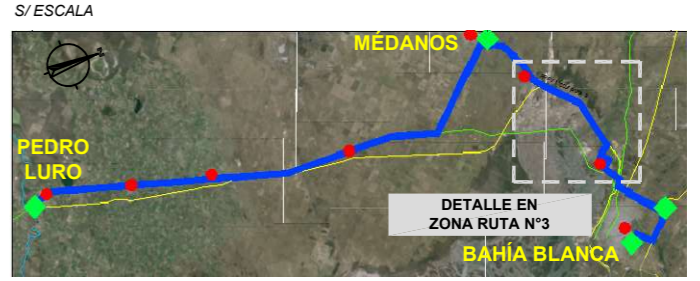 S/ ESCALA
MÉDANOS
PEDRO
LURO
DETALLE EN
ZONA RUTA N°3
BAHÍA BLANCA